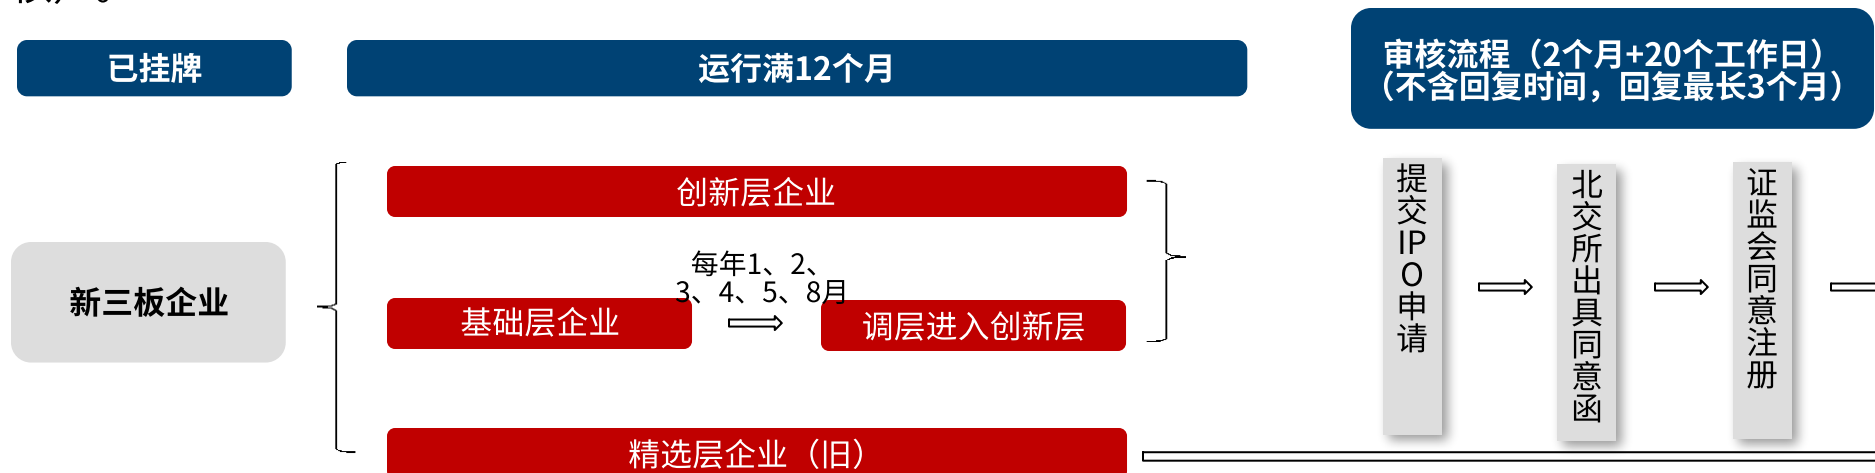 已挂牌
运行满12个月
审核流程（2个月+20个工作日）
（不含回复时间，回复最长3个月）
新三板企业
创新层企业
每年1、2、
3、4、5、8月
基础层企业
调层进入创新层
精选层企业（旧）
提交IPO申请
北交所出具同意函
证监会同意注册